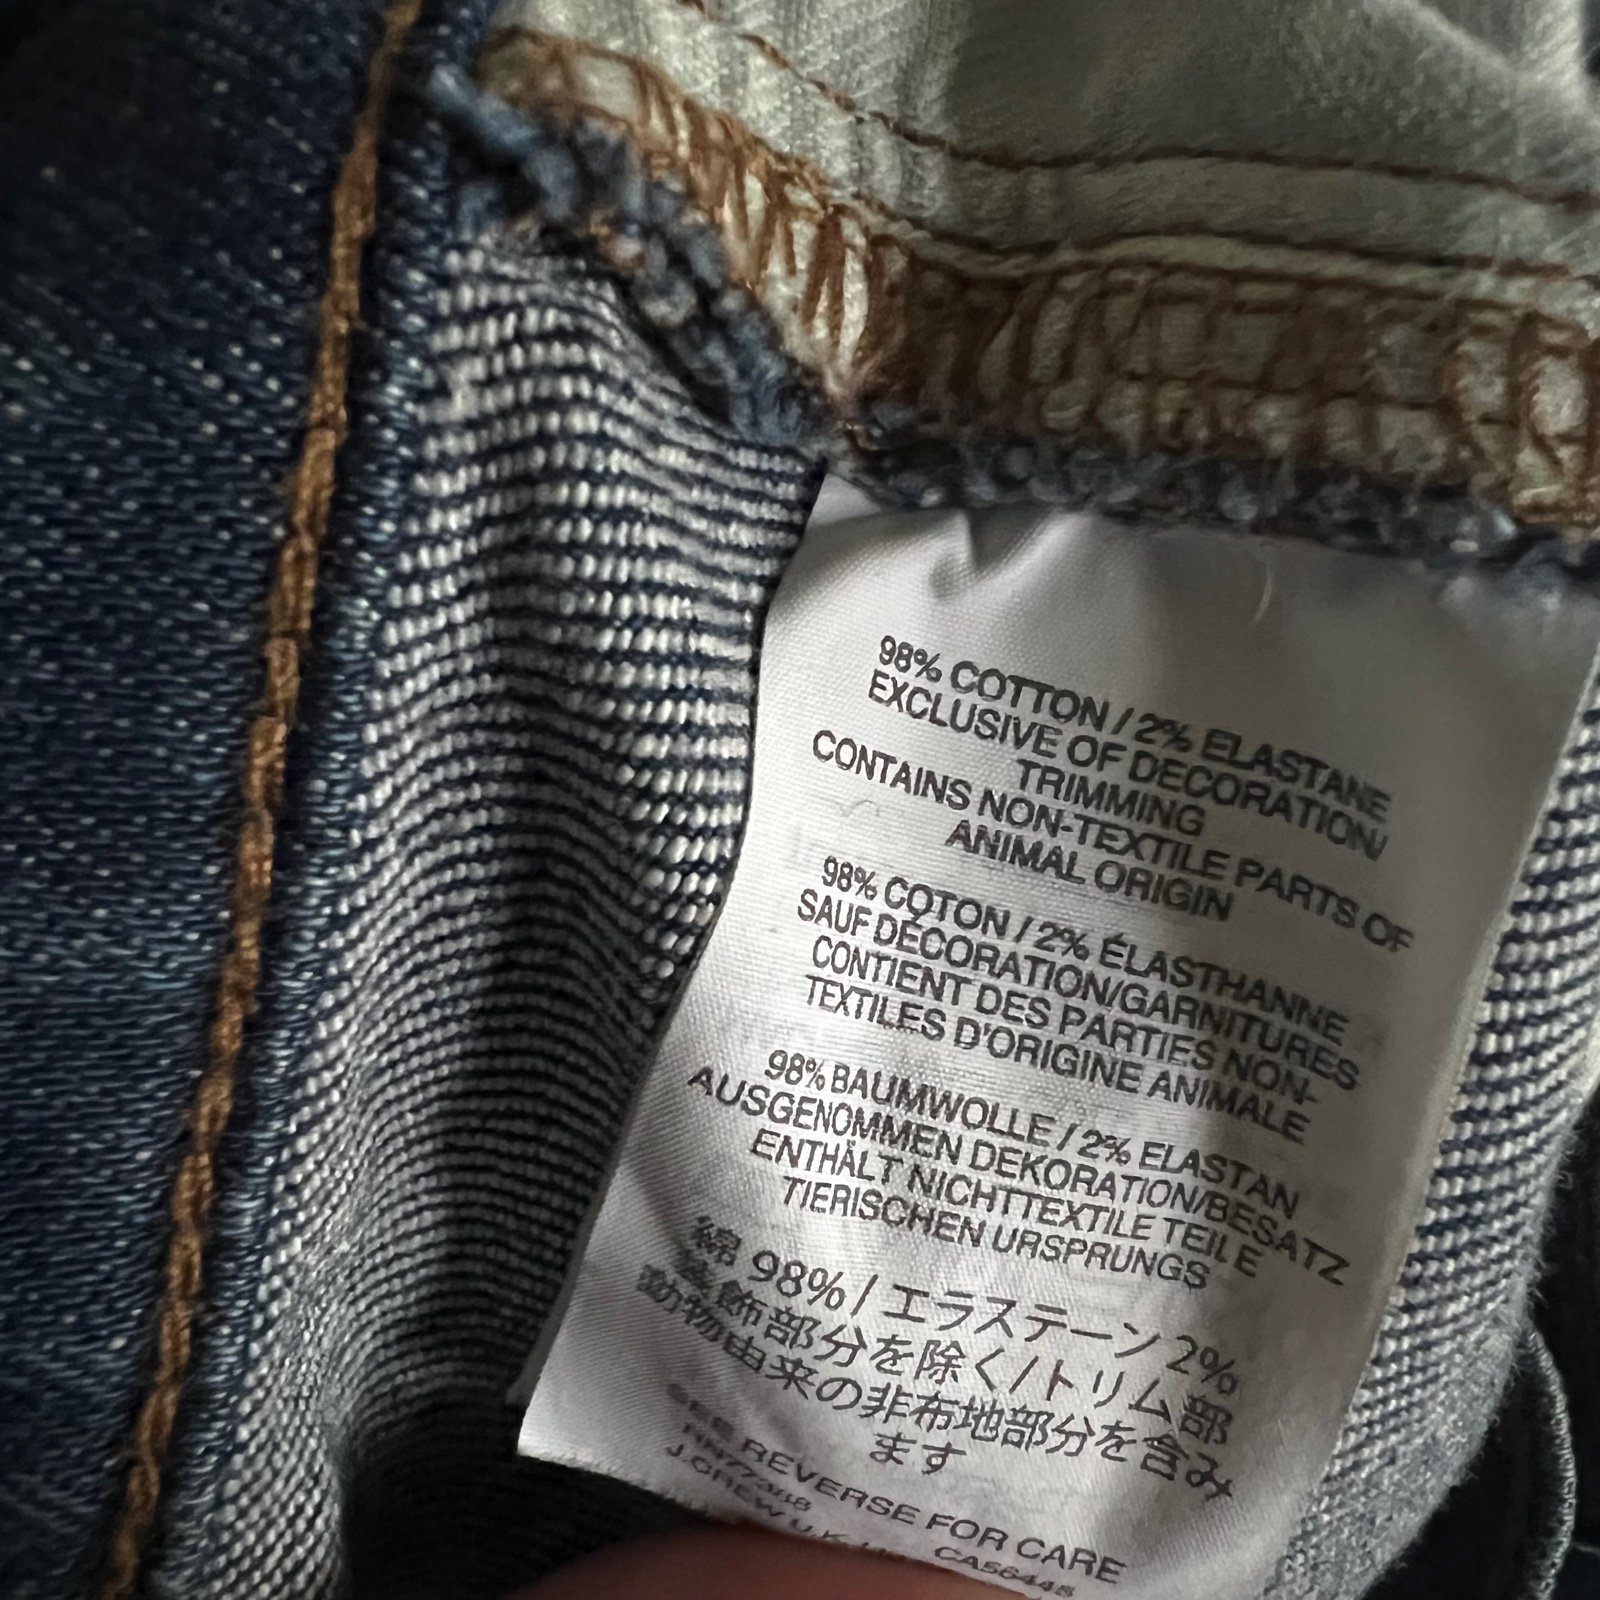 98% COTTON / 2% ELASTANE
EXCLUSIVE OF DECORATION/
TRIMMING
CONTAINS NON-TEXTILE PARTS OF
ANIMAL ORIGIN
98% COTON / 2% ÉLASTHANNE
SAUF DÉCORATION/GARNITURES
CONTIENT DES PARTIES NON-
TEXTILES D'ORIGINE ANIMALE
98% BAUMWOLLE / 2% ELASTAN
AUSGENOMMEN DEKORATION/BESATZ
ENTHÄLT NICHTTEXTILE TEILE
TIERISCHEN URSPRUNGS
綿 98% / エラステーン 2%
装飾部分を除く/トリム部
動物由来の非布地部分を含み
ます
SEE REVERSE FOR CARE
J.CREW U.K.